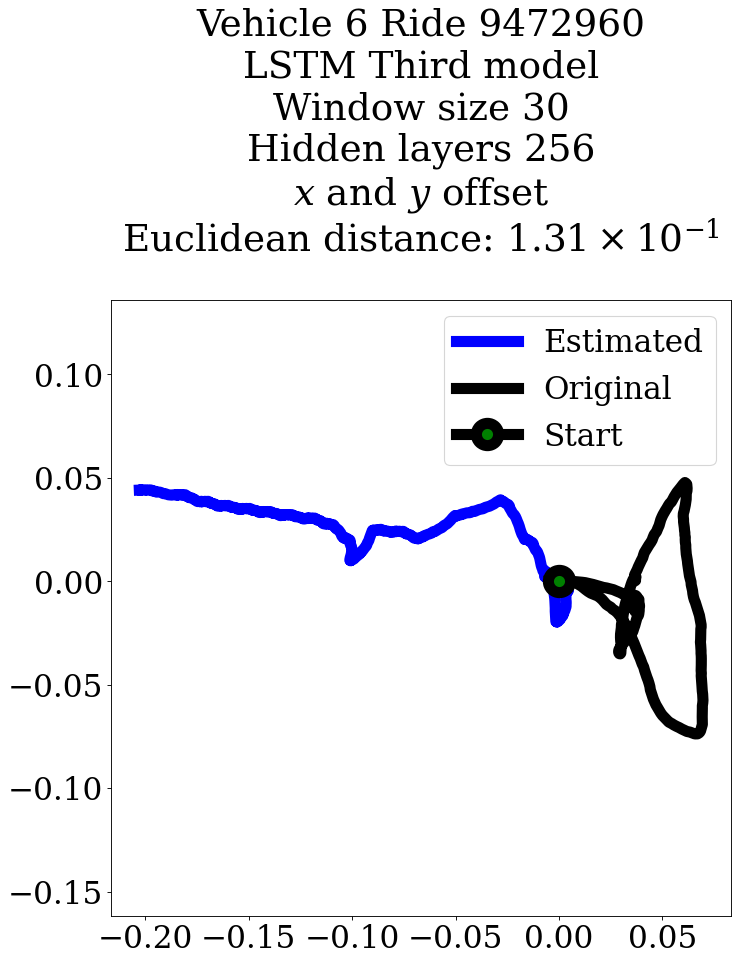 Vehicle 6 Ride 9472960
LSTM Third model
Window size 30
Hidden layers 256
x and y offset
Euclidean distance: 1.31 × 10⁻¹
Estimated
Original
Start
0.10
0.05
0.00
−0.05
−0.10
−0.15
−0.20 −0.15 −0.10 −0.05 0.00 0.05